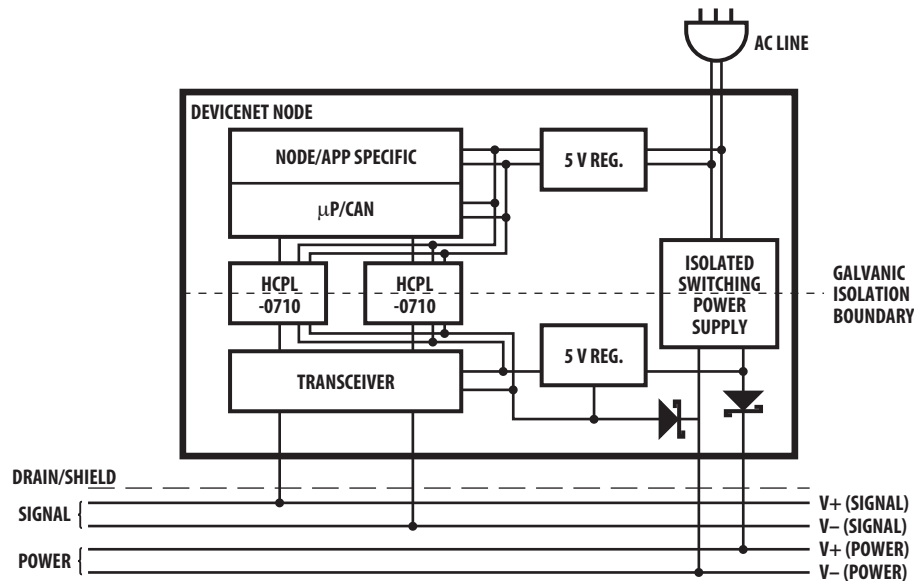 AC LINE
DEVICENET NODE
NODE/APP SPECIFIC
5 V REG.
μP/CAN
HCPL
-0710
HCPL
-0710
ISOLATED
SWITCHING
POWER
SUPPLY
GALVANIC
ISOLATION
BOUNDARY
5 V REG.
TRANSCEIVER
DRAIN/SHIELD
SIGNAL
V+ (SIGNAL)
V– (SIGNAL)
POWER
V+ (POWER)
V– (POWER)